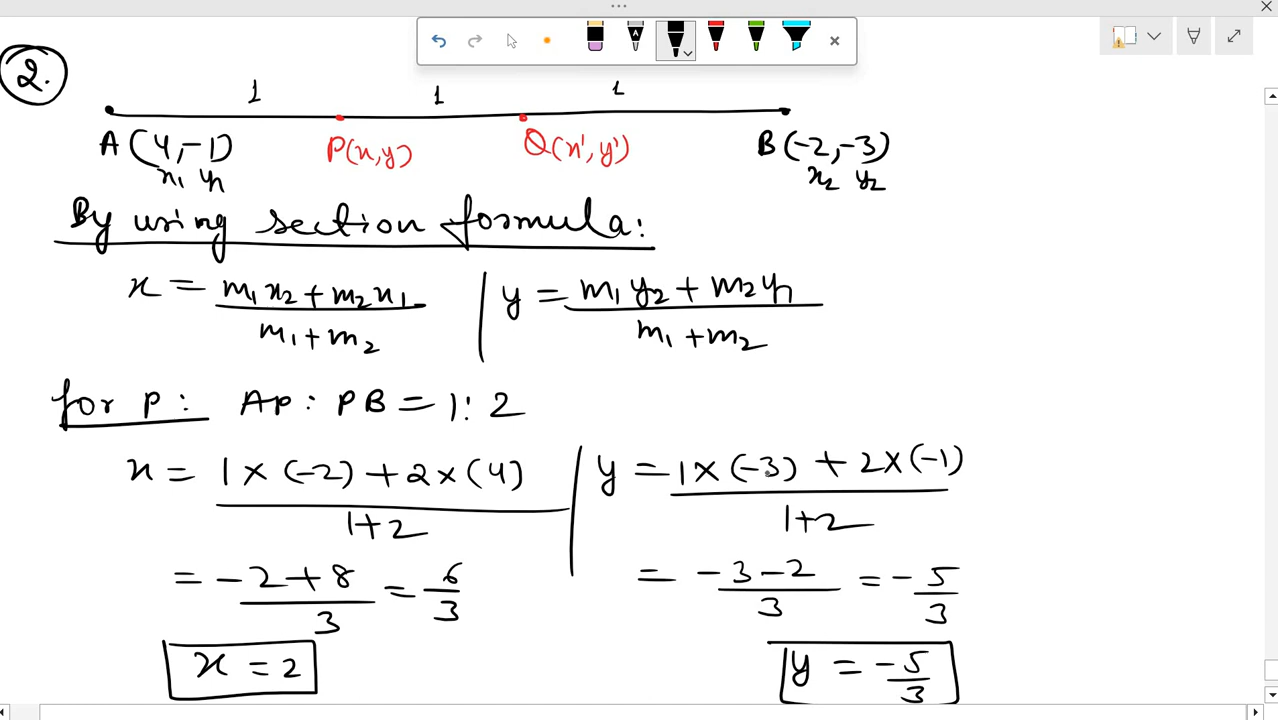 2.
1 1 1
A (4,-1) P(x,y) Q(x',y') B (-2,-3)
x₁ y₁ x₂ y₂
By using section formula:
x = (m₁x₂ + m₂x₁)/(m₁+m₂) | y = (m₁y₂ + m₂y₁)/(m₁+m₂)
for P : AP : PB = 1 : 2
x = (1 × (-2) + 2 × (4))/(1+2) | y = (1 × (-3) + 2 × (-1))/(1+2)
= (-2+8)/3 = 6/3 = (-3-2)/3 = -5/3
x = 2 y = -5/3